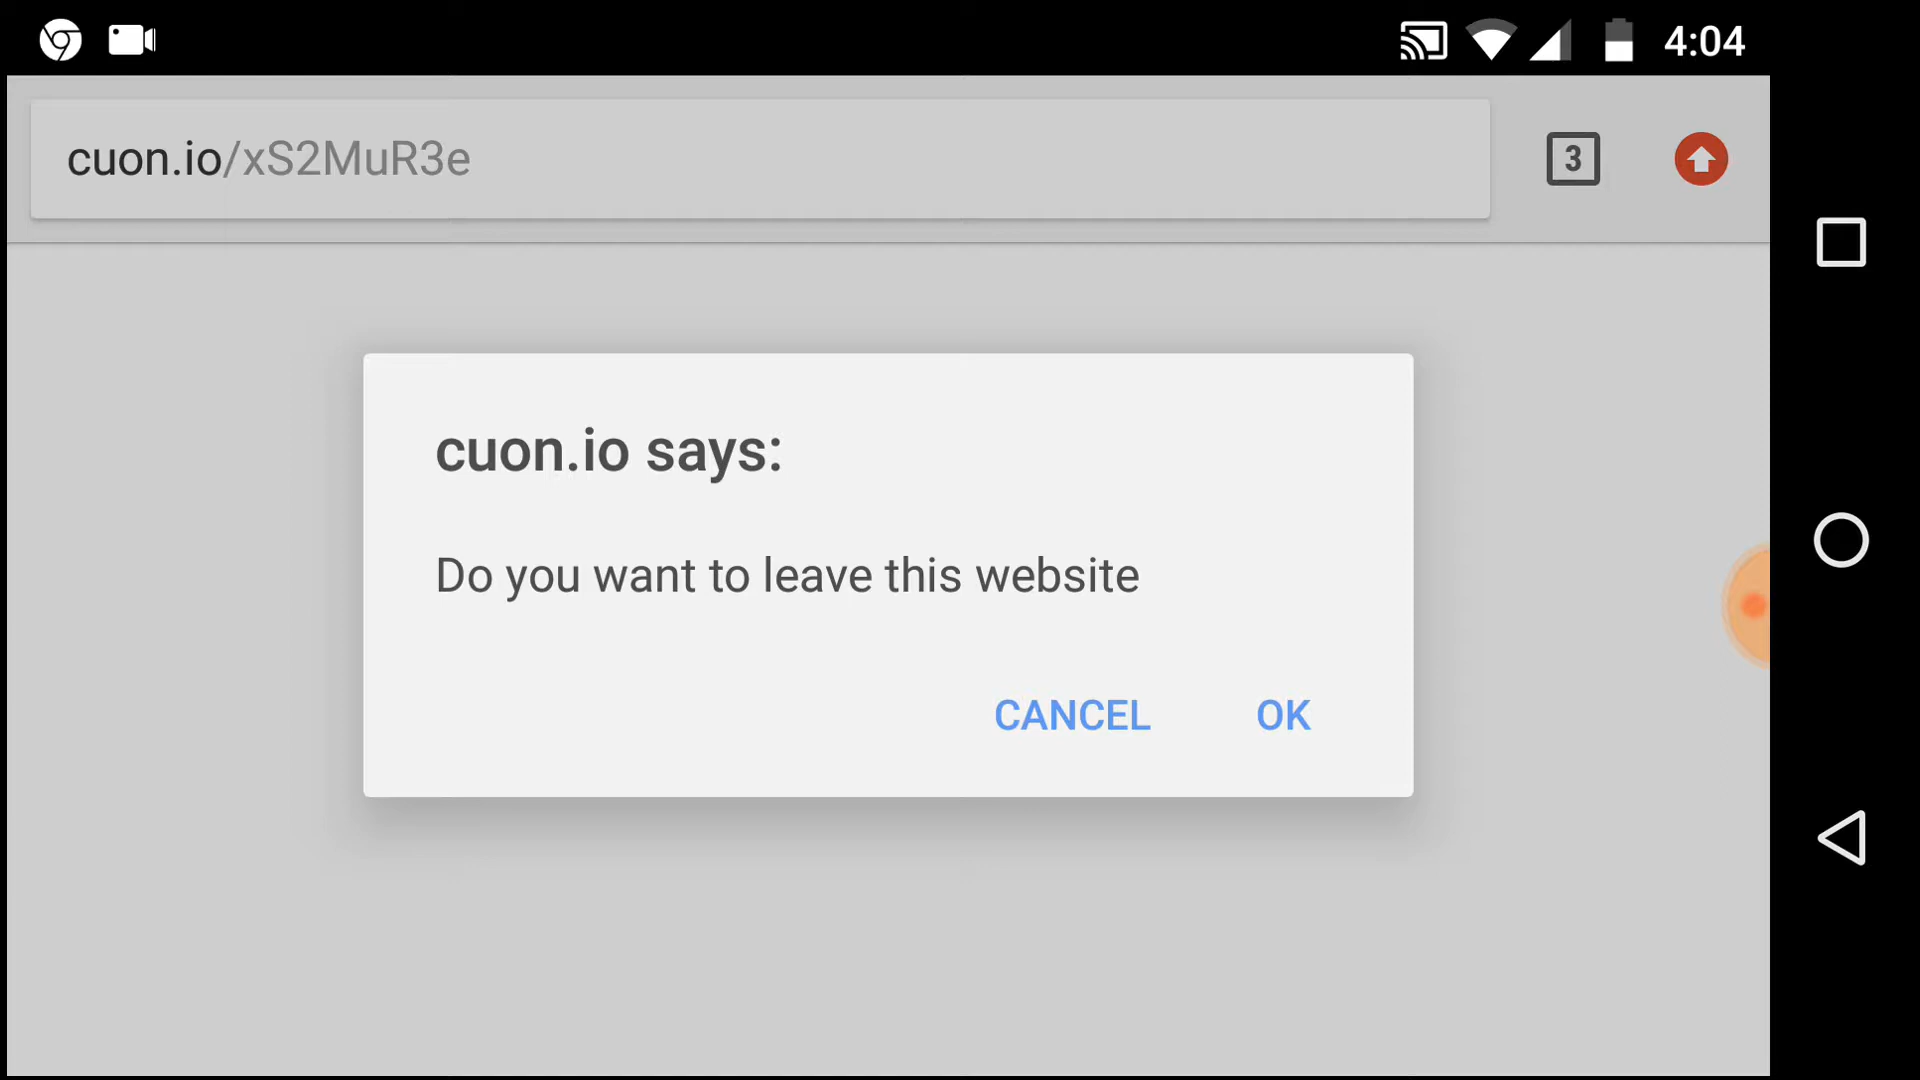 4:04
cuon.io/xS2MuR3e
3
cuon.io says:
Do you want to leave this website
CANCEL OK